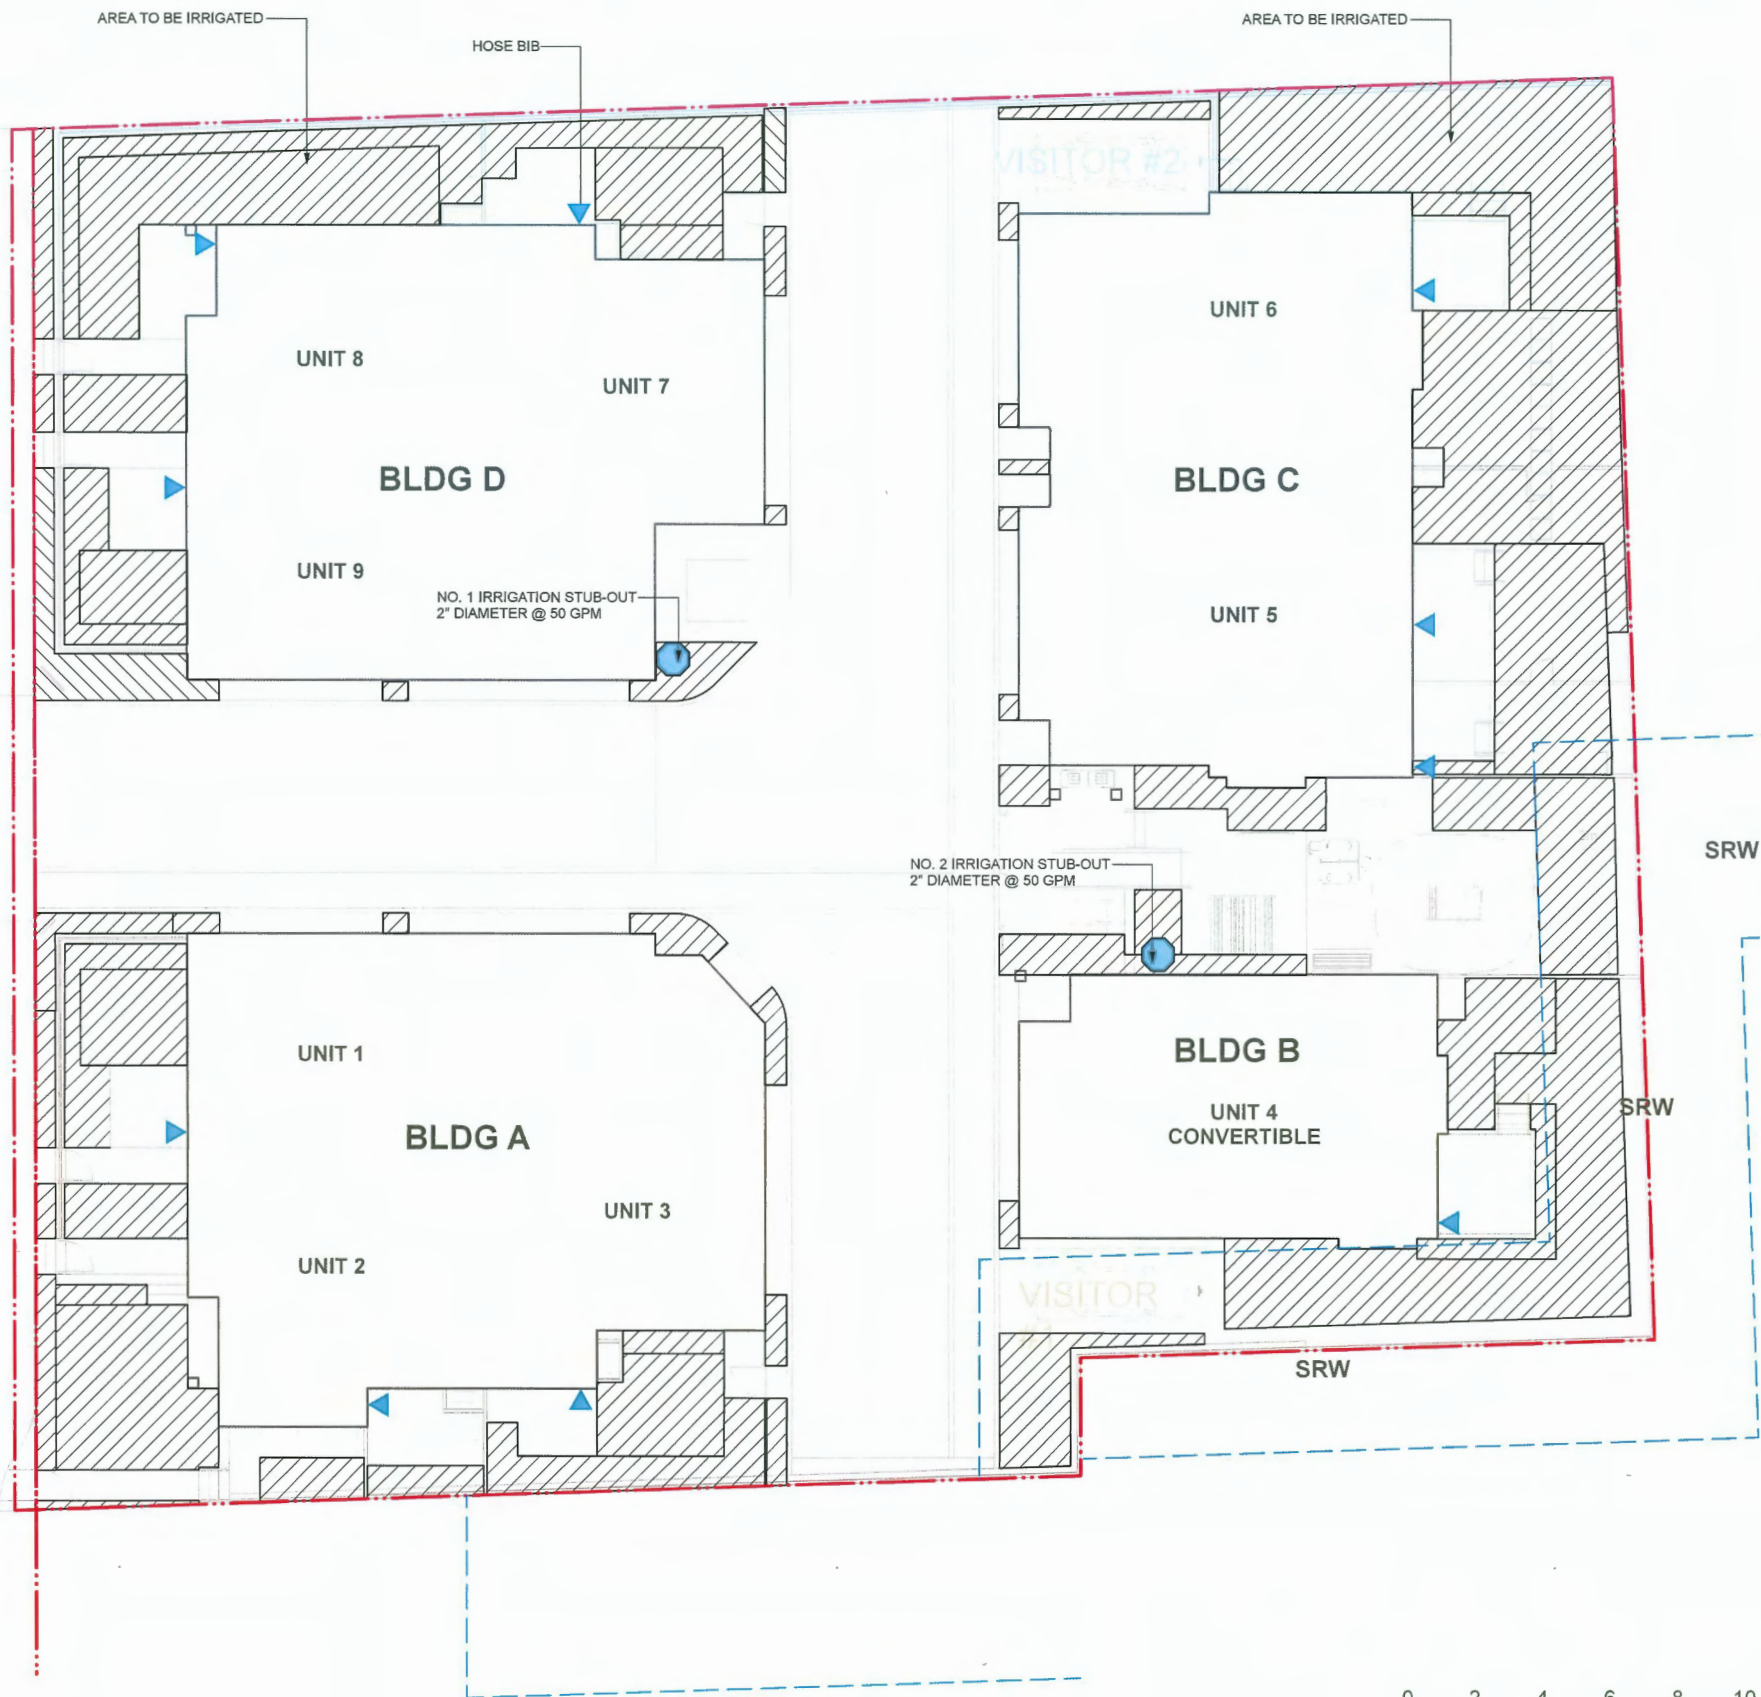 AREA TO BE IRRIGATED
HOSE BIB
AREA TO BE IRRIGATED
VISITOR #2
UNIT 6
UNIT 8
UNIT 7
BLDG D
BLDG C
UNIT 9
NO. 1 IRRIGATION STUB-OUT
2" DIAMETER @ 50 GPM
UNIT 5
SRW
NO. 2 IRRIGATION STUB-OUT
2" DIAMETER @ 50 GPM
UNIT 1
BLDG B
UNIT 4
CONVERTIBLE
SRW
BLDG A
UNIT 3
UNIT 2
VISITOR
SRW
0 2 4 6 8 10